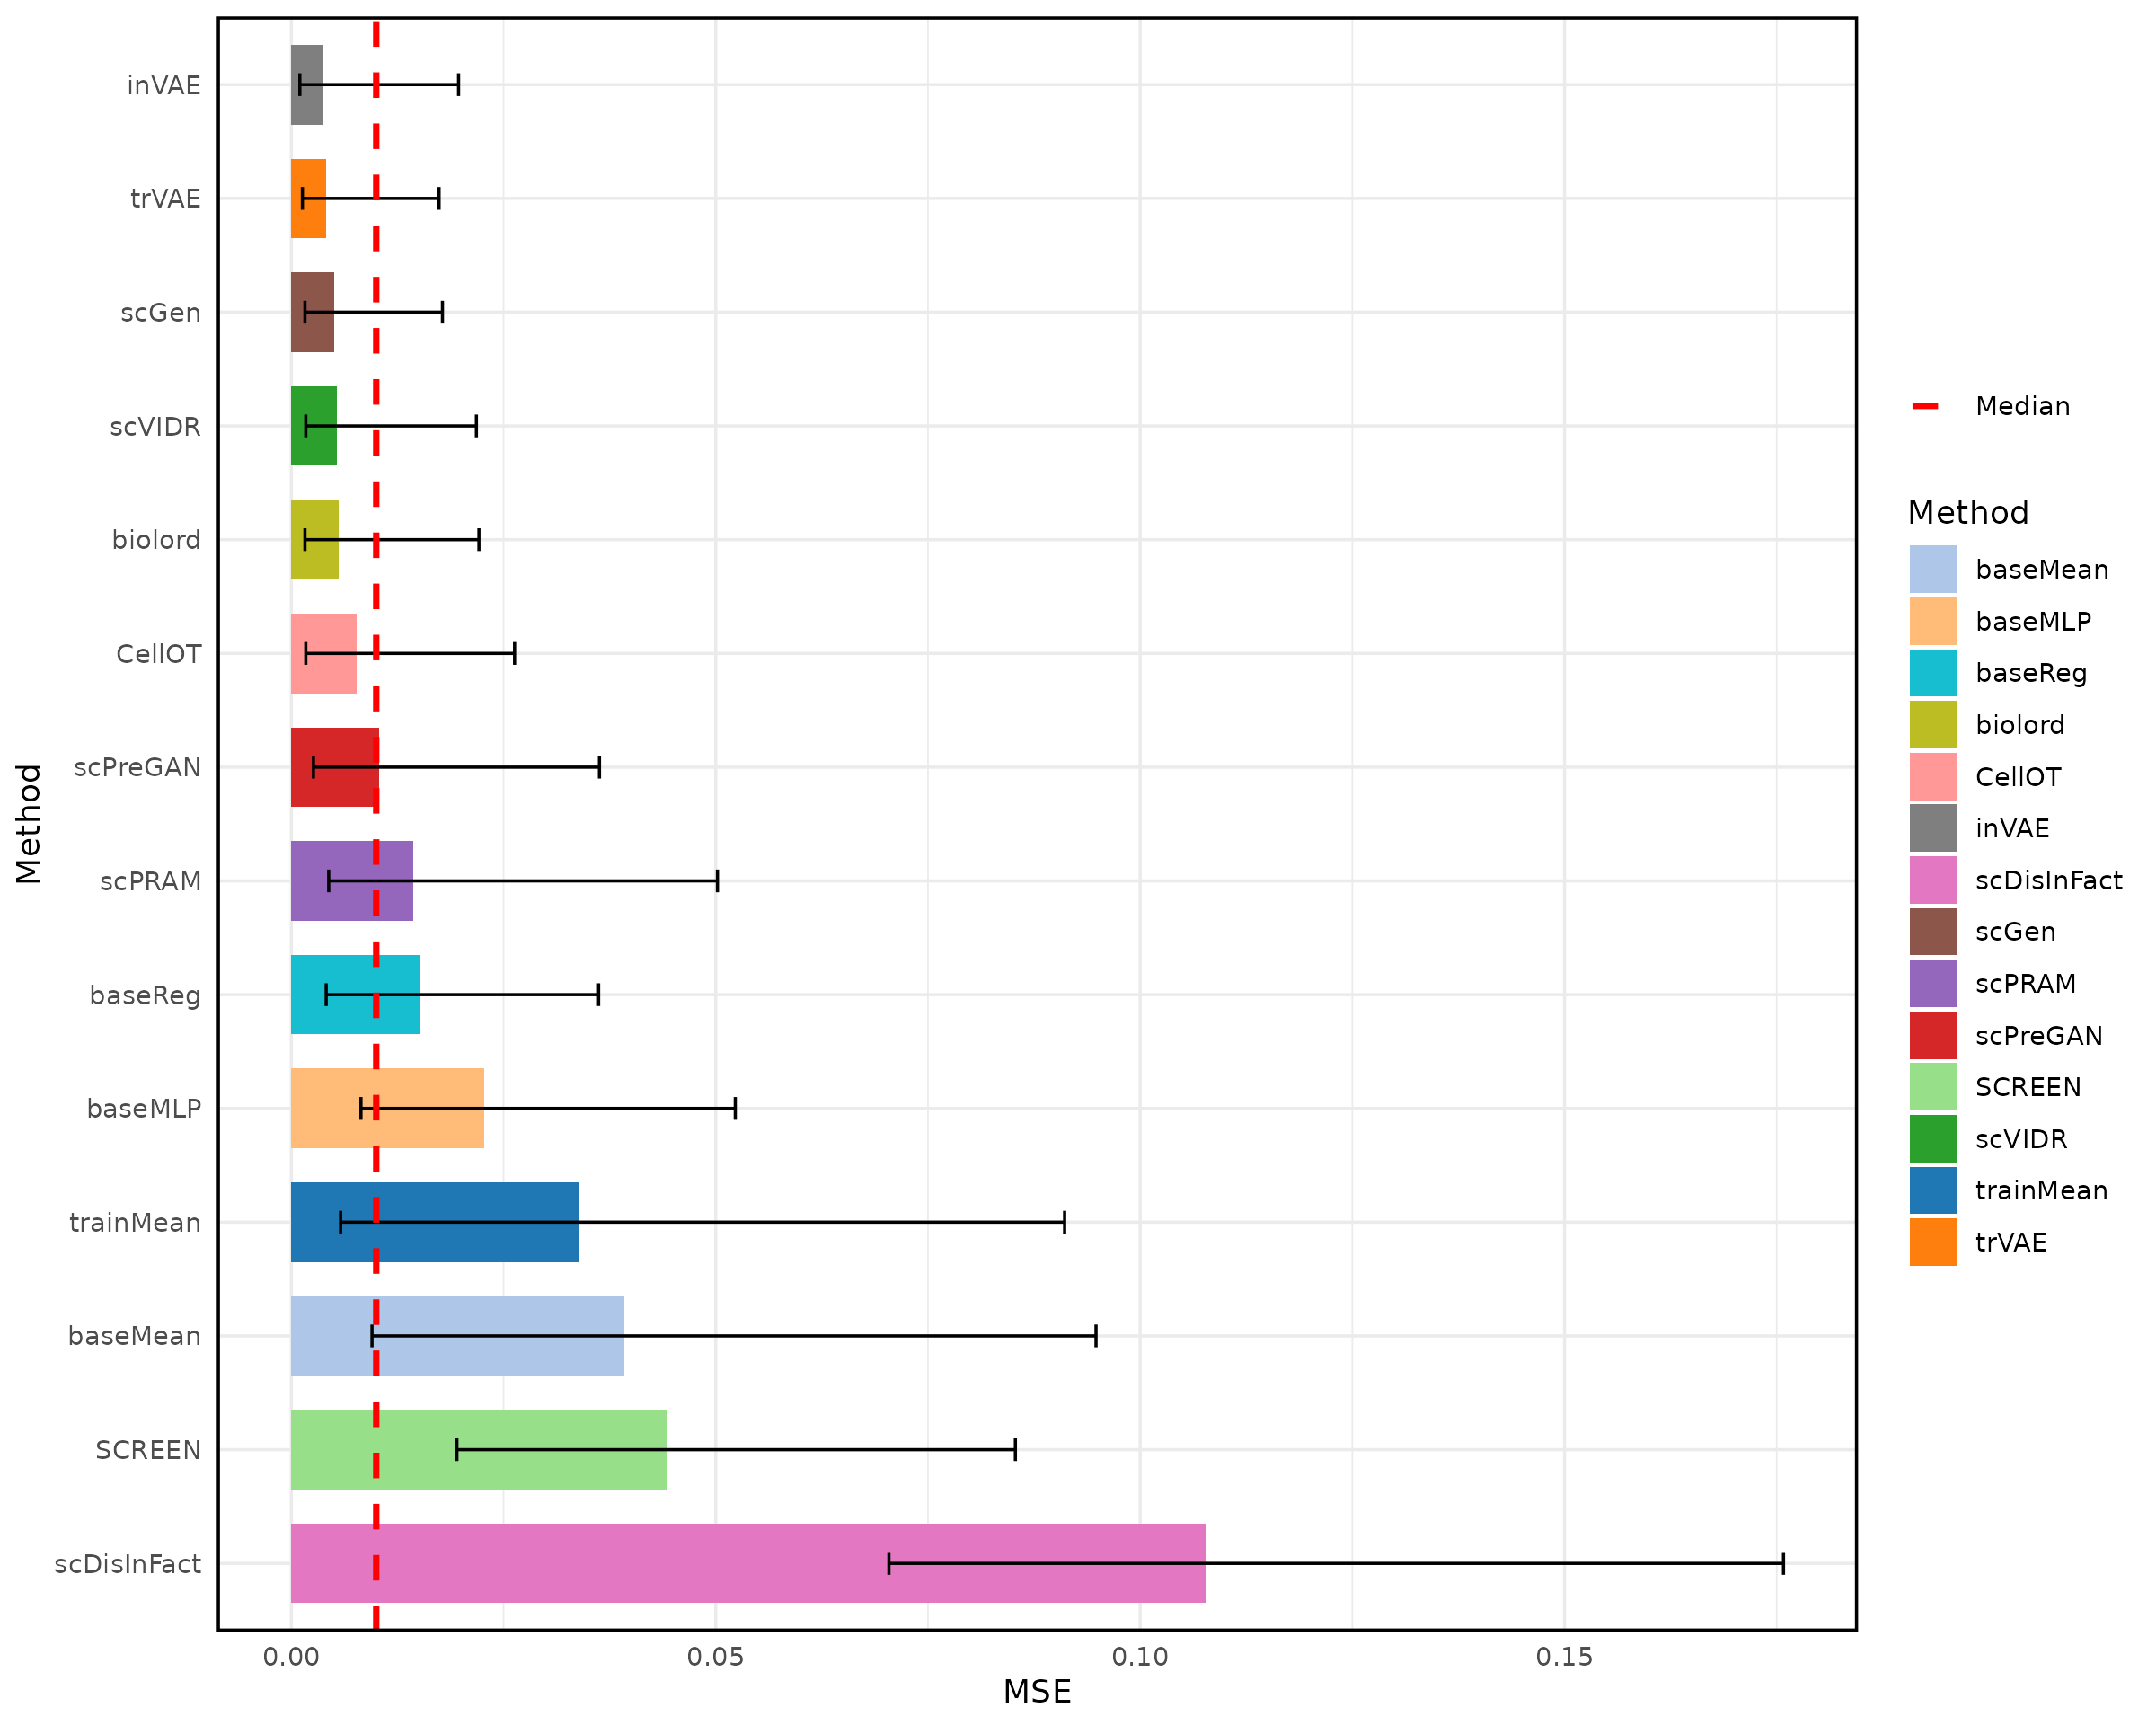 inVAE
trVAE
scGen
scVIDR
biolord
CellOT
scPreGAN
scPRAM
baseReg
baseMLP
trainMean
baseMean
SCREEN
scDisInFact
Method
0.00 0.05 0.10 0.15
MSE
Median
Method
baseMean
baseMLP
baseReg
biolord
CellOT
inVAE
scDisInFact
scGen
scPRAM
scPreGAN
SCREEN
scVIDR
trainMean
trVAE